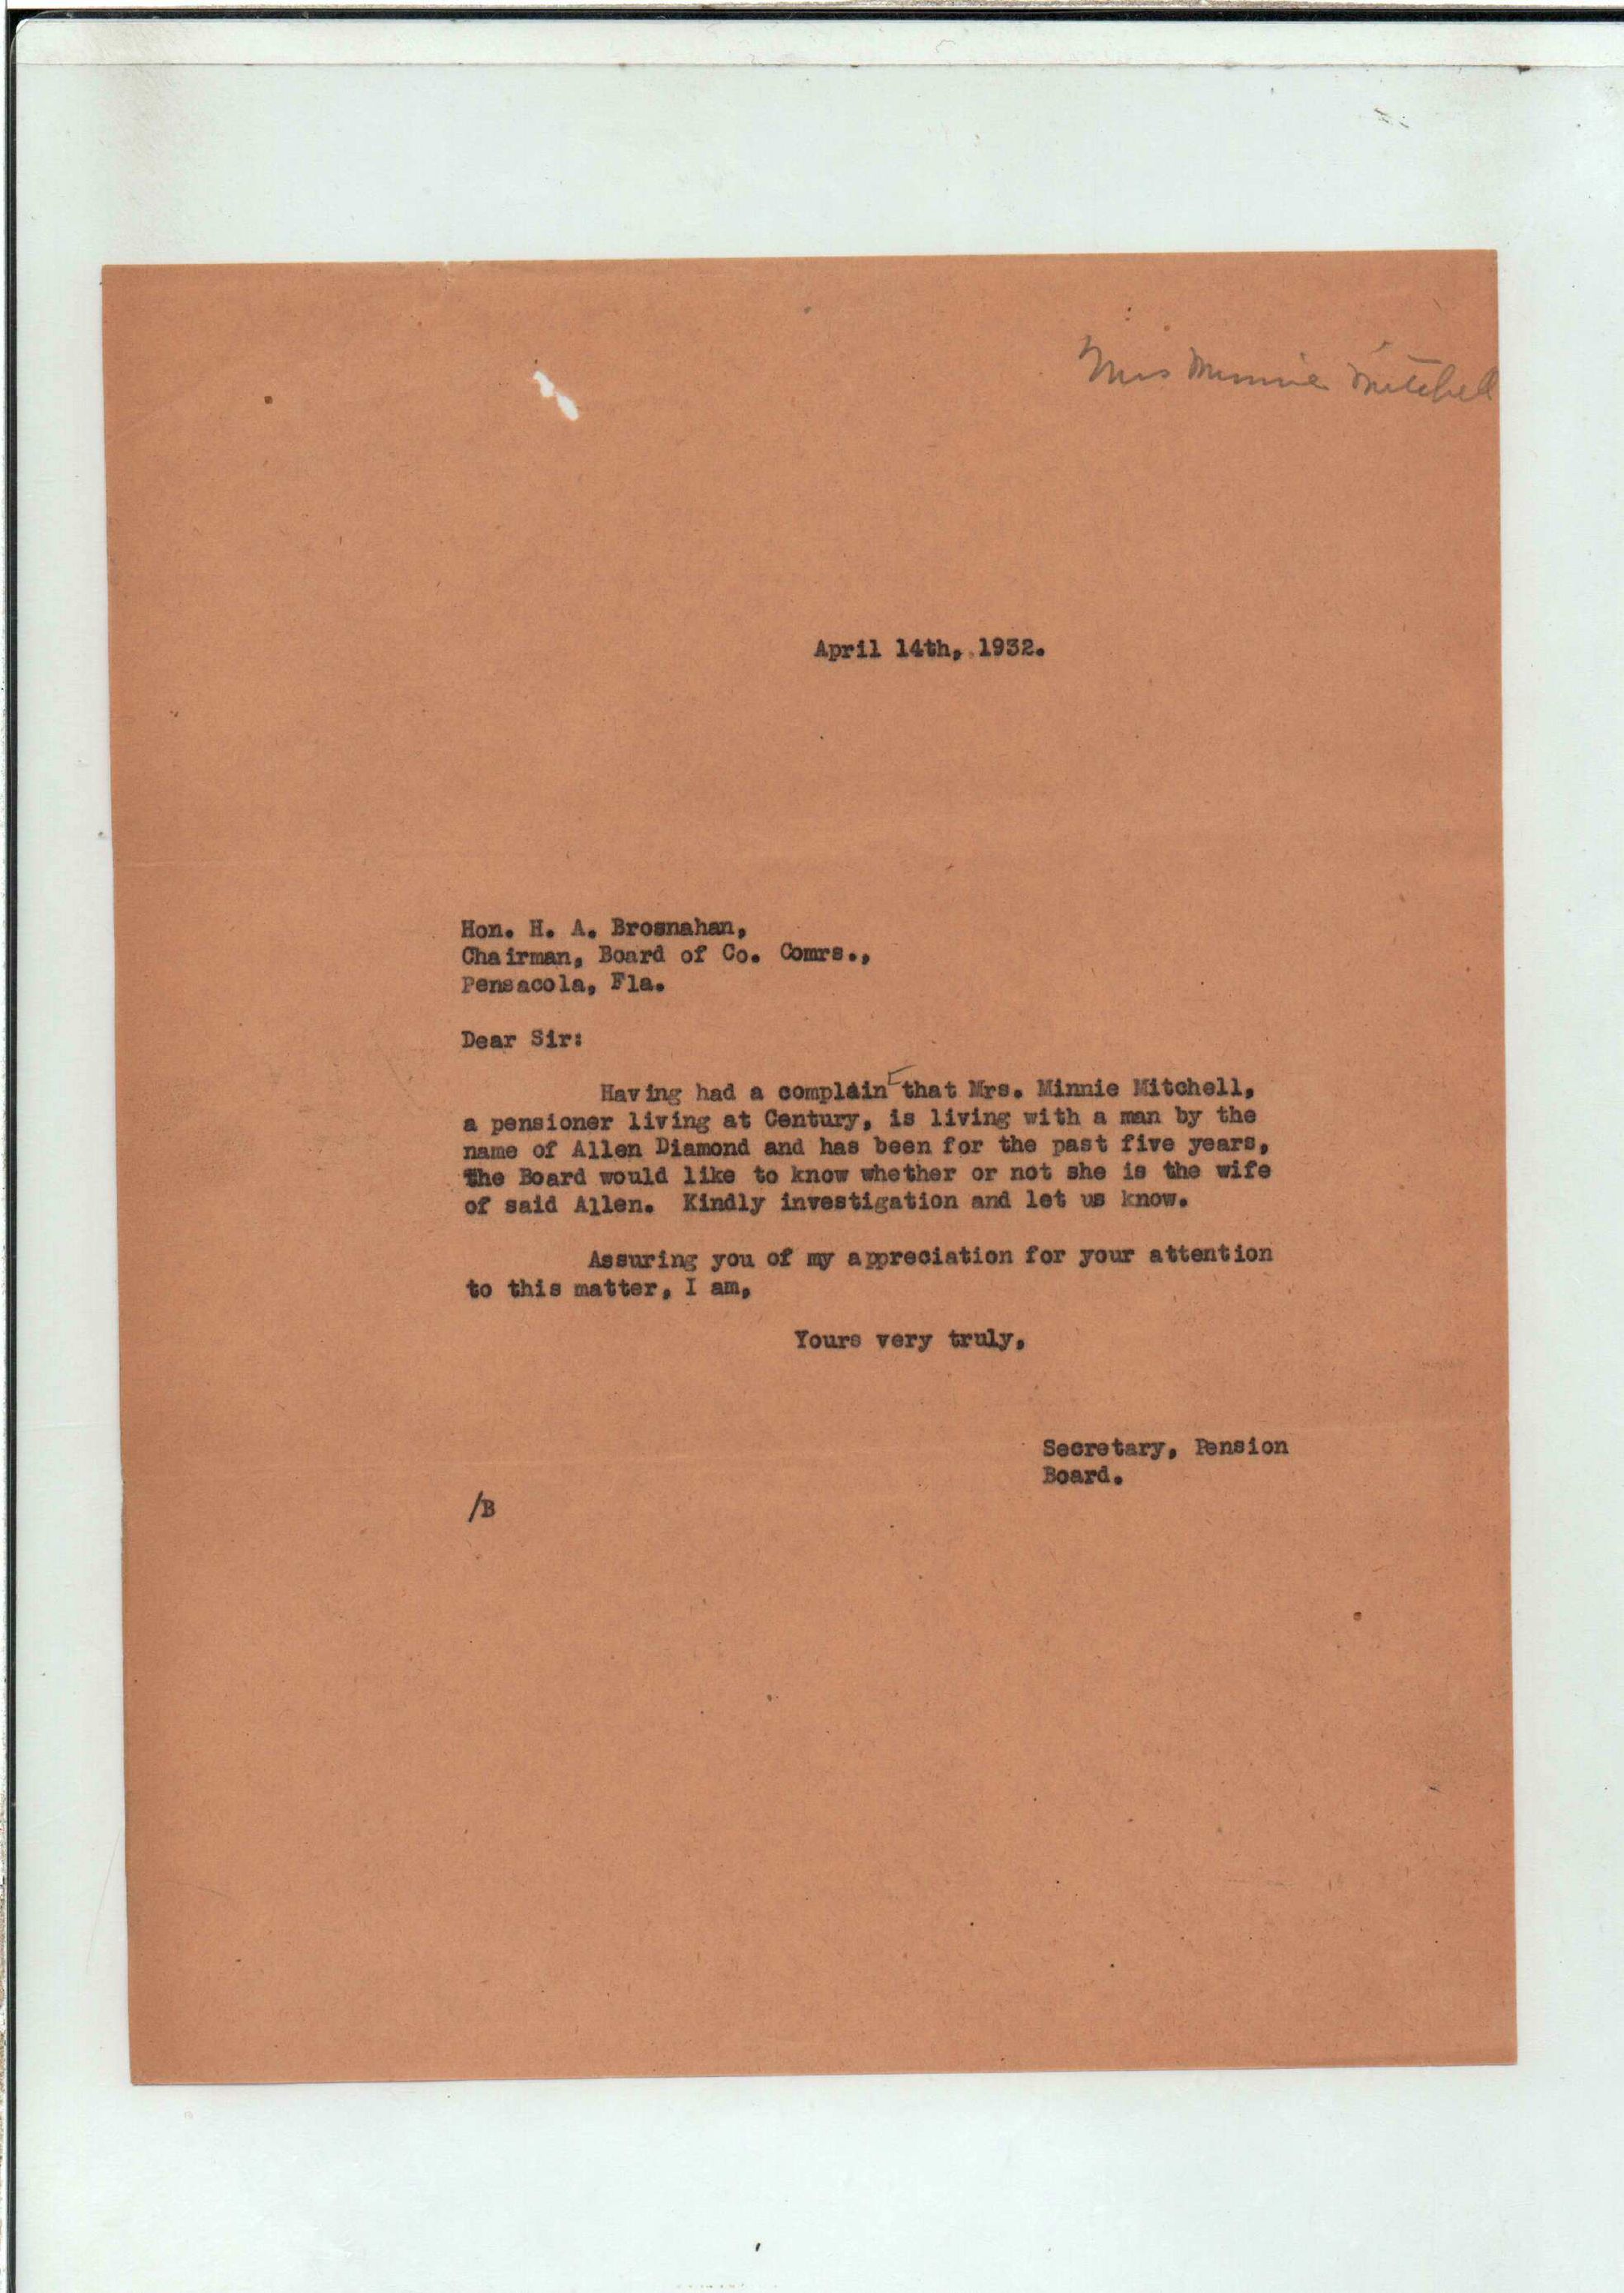 Mrs Minnie Mitchell
April 14th, 1932.
Hon. H. A. Brosnahan,
Chairman, Board of Co. Comrs.,
Pensacola, Fla.
Dear Sir:
Having had a complain that Mrs. Minnie Mitchell,
a pensioner living at Century, is living with a man by the
name of Allen Diamond and has been for the past five years,
the Board would like to know whether or not she is the wife
of said Allen. Kindly investigation and let us know.
Assuring you of my appreciation for your attention
to this matter, I am,
Yours very truly,
Secretary, Pension
Board.
/B